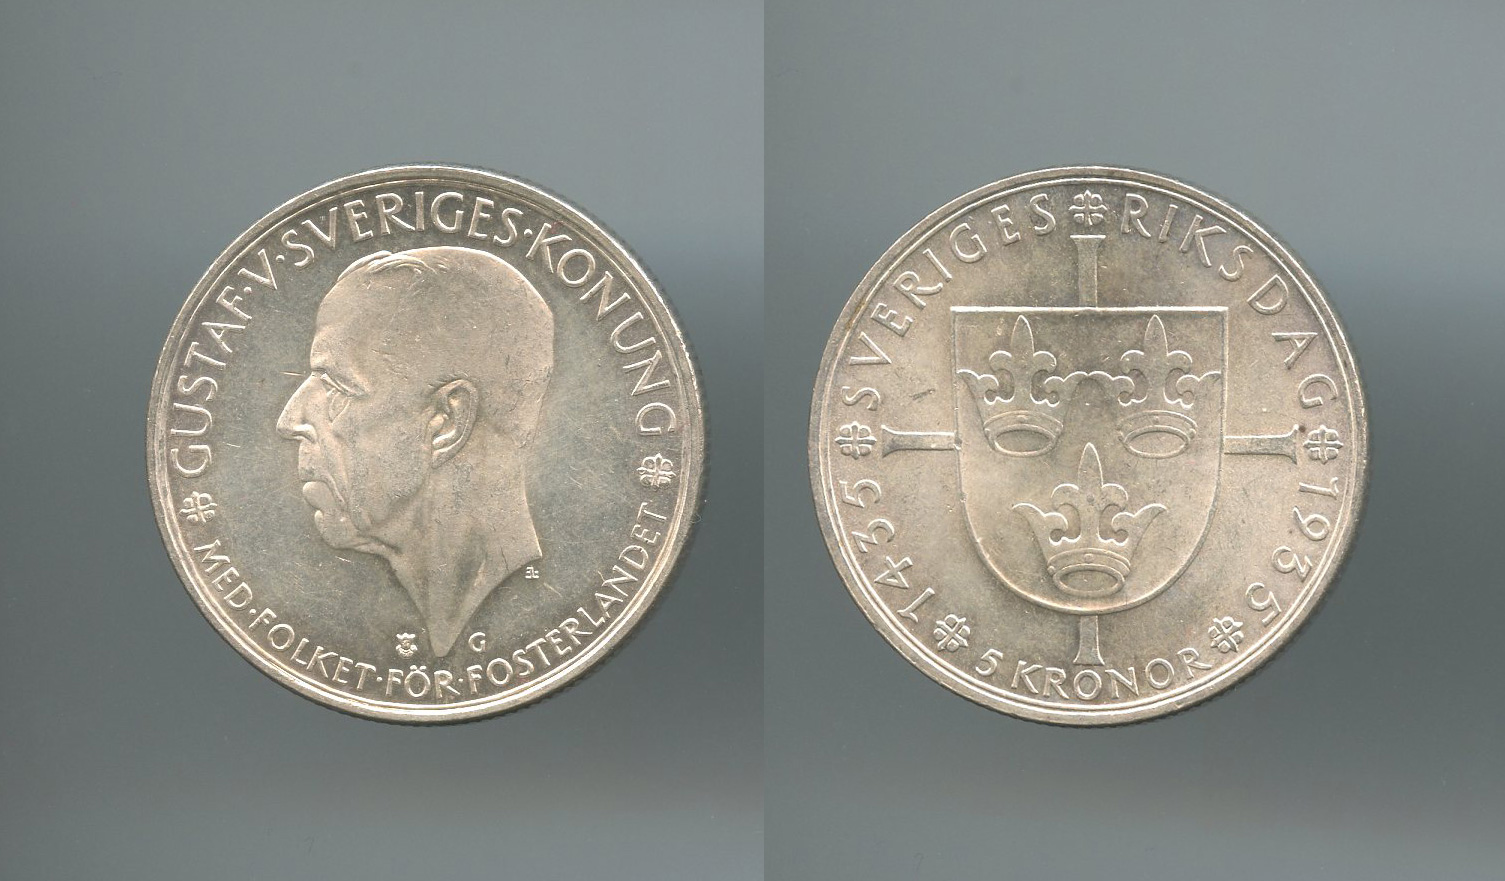 GUSTAF·V·SVERIGES·KONUNG
MED·FOLKET·FÖR·FOSTERLANDET
G
SVERIGES RIKSDAG
1435 1935
5 KRONOR